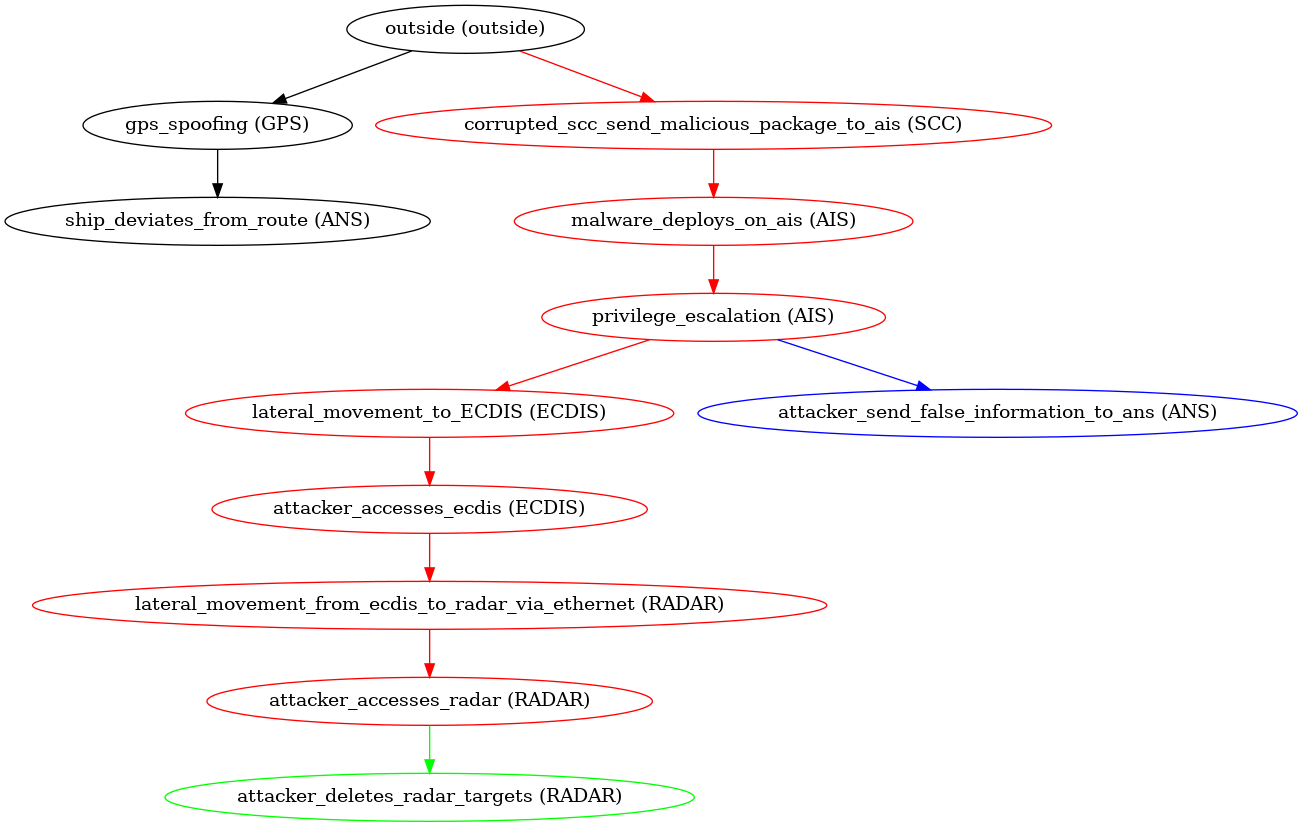 outside (outside)
gps_spoofing (GPS)
corrupted_scc_send_malicious_package_to_ais (SCC)
ship_deviates_from_route (ANS)
malware_deploys_on_ais (AIS)
privilege_escalation (AIS)
lateral_movement_to_ECDIS (ECDIS)
attacker_send_false_information_to_ans (ANS)
attacker_accesses_ecdis (ECDIS)
lateral_movement_from_ecdis_to_radar_via_ethernet (RADAR)
attacker_accesses_radar (RADAR)
attacker_deletes_radar_targets (RADAR)